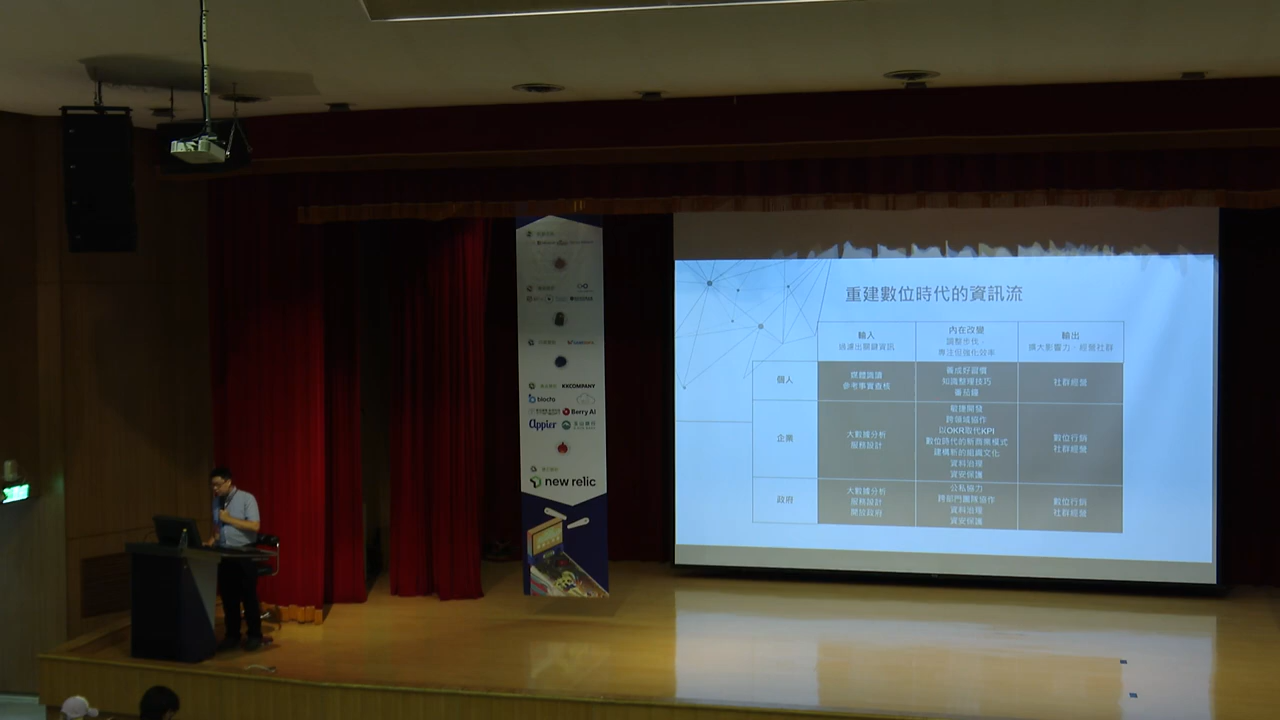 重建數位時代的資訊流
輸入
過濾出關鍵資訊
內在改變
調整步伐,
專注但強化效率
輸出
擴大影響力,經營社群
個人
媒體識讀
參考事實查核
養成好習慣
知識整理技巧
番茄鐘
社群經營
企業
大數據分析
服務設計
敏捷開發
跨領域協作
以OKR取代KPI
數位時代的新商業模式
建構新的組織文化
資料治理
資安保護
數位行銷
社群經營
政府
大數據分析
服務設計
開放政府
公私協力
跨部門團隊協作
資料治理
資安保護
數位行銷
社群經營
KKCOMPANY
biocto
Berry AI
Appier
玉山銀行
new relic